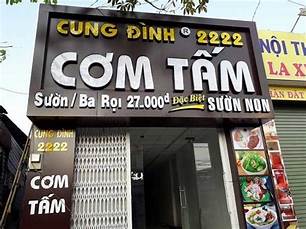 CUNG ĐÌNH ® 2222
CƠM TẤM
Sườn/Ba Rọi 27.000đ Đặc Biệt SƯỜN NON
CUNG ĐÌNH
2222
CƠM
TẤM
NỘI TH
LA X